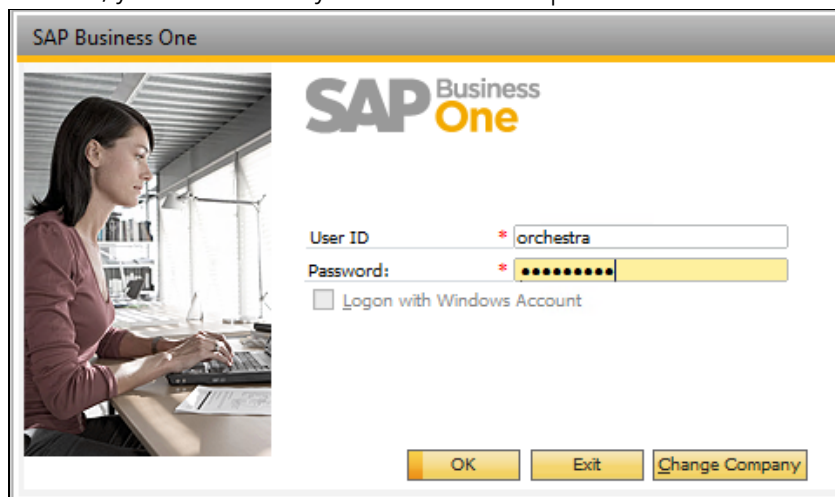 SAP Business One
SAP Business One
User ID * orchestra
Password: * •••••••••
Logon with Windows Account
OK Exit Change Company